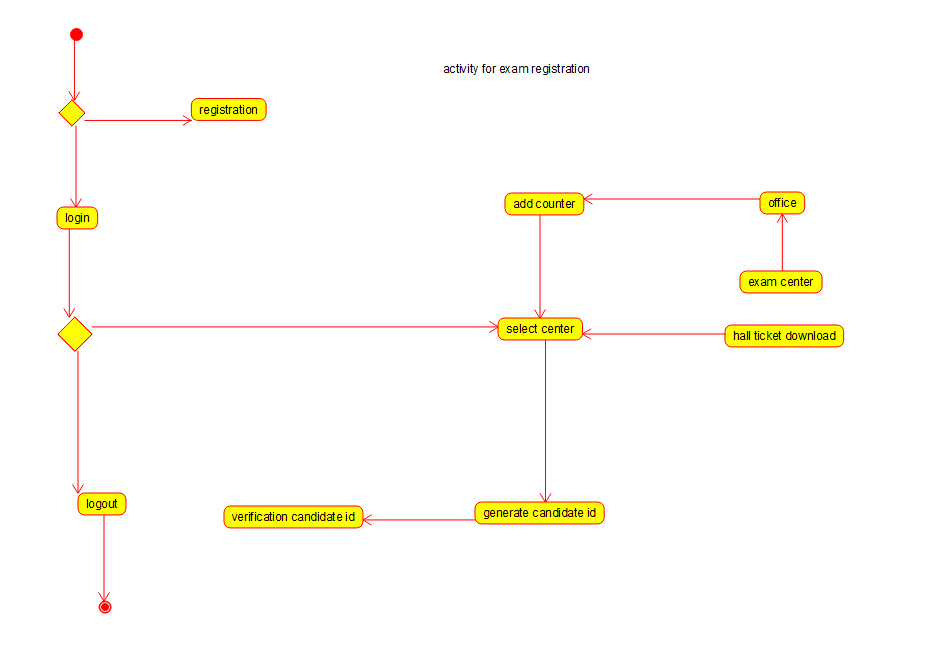 activity for exam registration
registration
login
add counter
office
exam center
select center
hall ticket download
logout
verification candidate id
generate candidate id